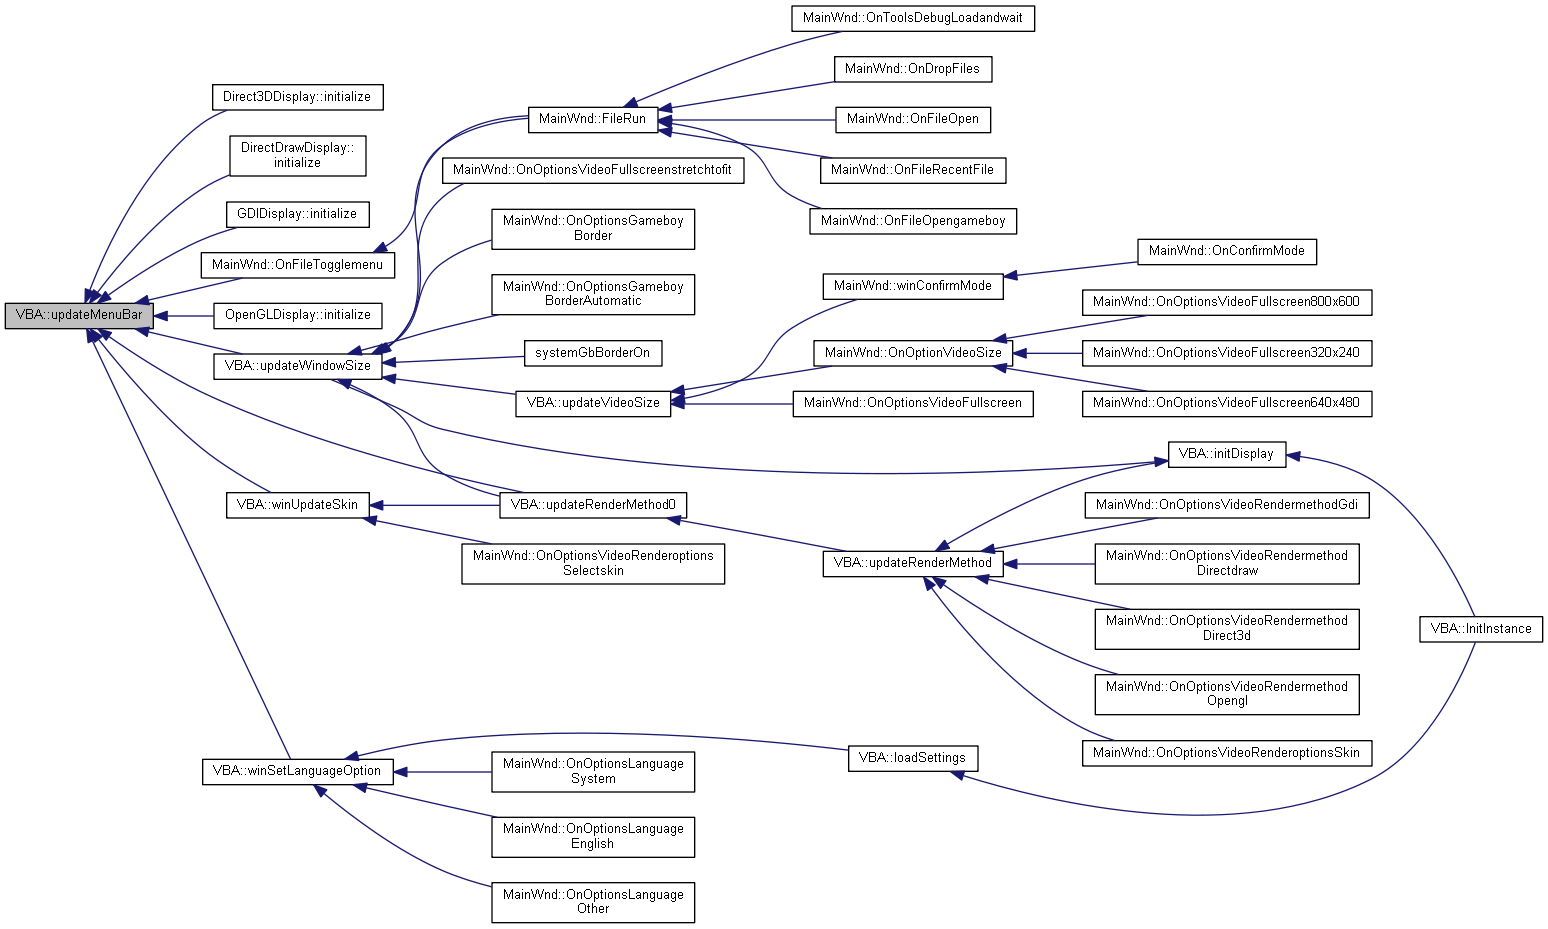 MainWnd::OnToolsDebugLoadandwait
MainWnd::OnDropFiles
Direct3DDisplay::initialize
MainWnd::FileRun
MainWnd::OnFileOpen
DirectDrawDisplay::
initialize
MainWnd::OnOptionsVideoFullscreenstretchtofit
MainWnd::OnFileRecentFile
GDIDisplay::initialize
MainWnd::OnOptionsGameboy
Border
MainWnd::OnFileOpengameboy
MainWnd::OnFileTogglemenu
MainWnd::OnConfirmMode
MainWnd::OnOptionsGameboy
BorderAutomatic
MainWnd::winConfirmMode
VBA::updateMenuBar
OpenGLDisplay::initialize
MainWnd::OnOptionsVideoFullscreen800x600
systemGbBorderOn
MainWnd::OnOptionVideoSize
MainWnd::OnOptionsVideoFullscreen320x240
VBA::updateWindowSize
VBA::updateVideoSize
MainWnd::OnOptionsVideoFullscreen
MainWnd::OnOptionsVideoFullscreen640x480
VBA::initDisplay
VBA::winUpdateSkin
VBA::updateRenderMethod0
MainWnd::OnOptionsVideoRendermethodGdi
MainWnd::OnOptionsVideoRenderoptions
Selectskin
VBA::updateRenderMethod
MainWnd::OnOptionsVideoRendermethod
Directdraw
MainWnd::OnOptionsVideoRendermethod
Direct3d
VBA::InitInstance
MainWnd::OnOptionsVideoRendermethod
Opengl
MainWnd::OnOptionsVideoRenderoptionsSkin
VBA::winSetLanguageOption
MainWnd::OnOptionsLanguage
System
VBA::loadSettings
MainWnd::OnOptionsLanguage
English
MainWnd::OnOptionsLanguage
Other